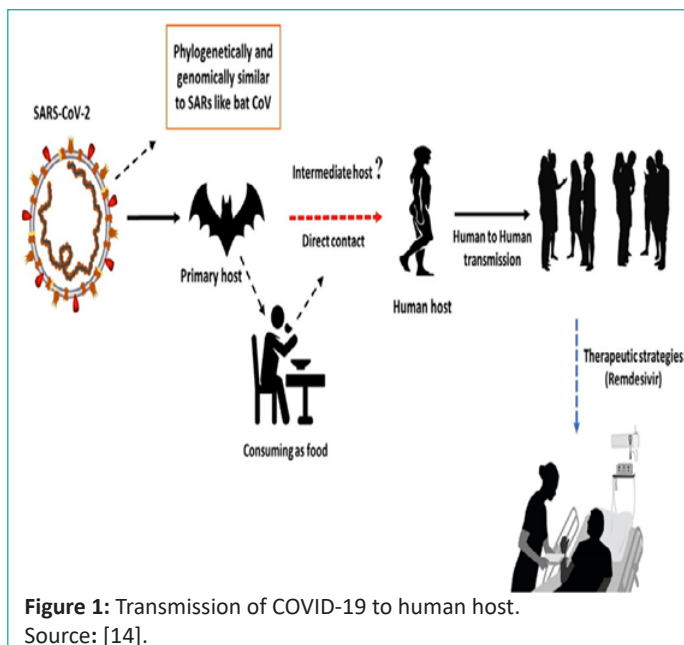 Phylogenetically and
genomically similar
to SARs like bat CoV
SARS-CoV-2
Intermediate host ?
Direct contact
Primary host
Human host
Human to Human
transmission
Consuming as food
Therapeutic strategies
(Remdesivir)
Figure 1: Transmission of COVID-19 to human host.
Source: [14].